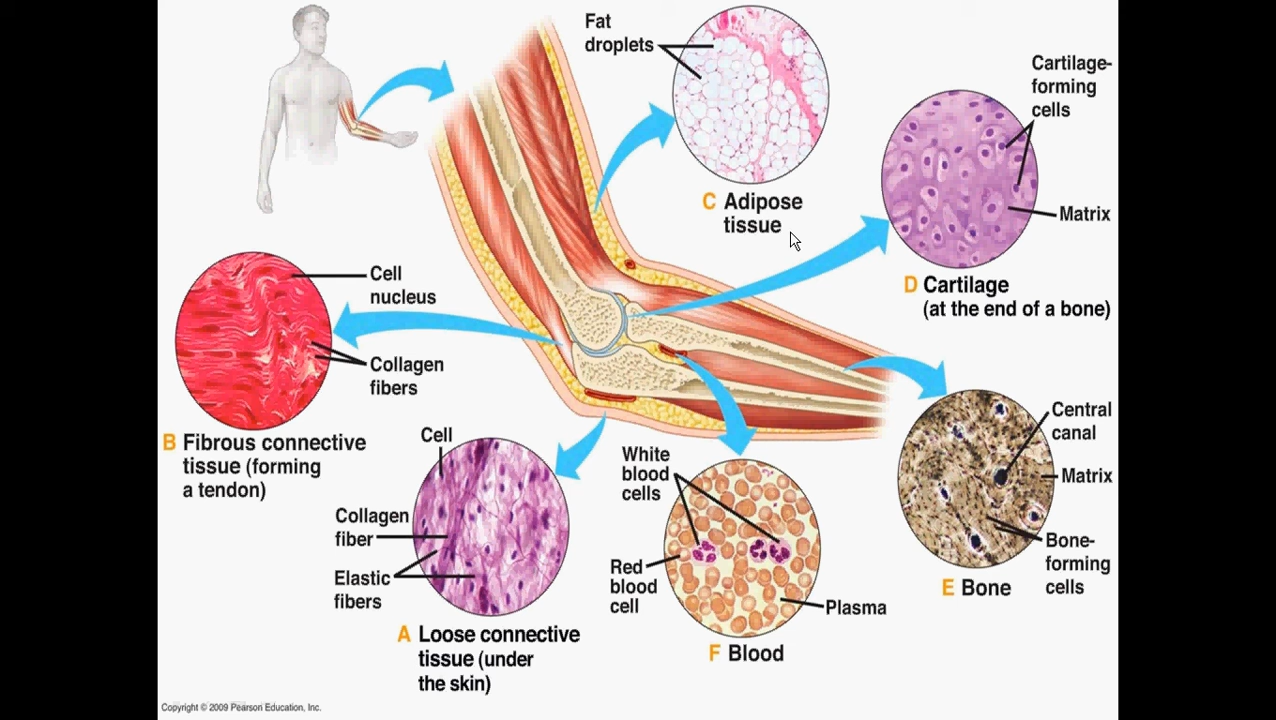 Fat
droplets
C Adipose
tissue
Cartilage-
forming
cells
Matrix
D Cartilage
(at the end of a bone)
Cell
nucleus
Collagen
fibers
B Fibrous connective
tissue (forming
a tendon)
Cell
Collagen
fiber
Elastic
fibers
A Loose connective
tissue (under
the skin)
White
blood
cells
Red
blood
cell
Plasma
F Blood
Central
canal
Matrix
Bone-
forming
cells
E Bone
Copyright © 2009 Pearson Education, Inc.